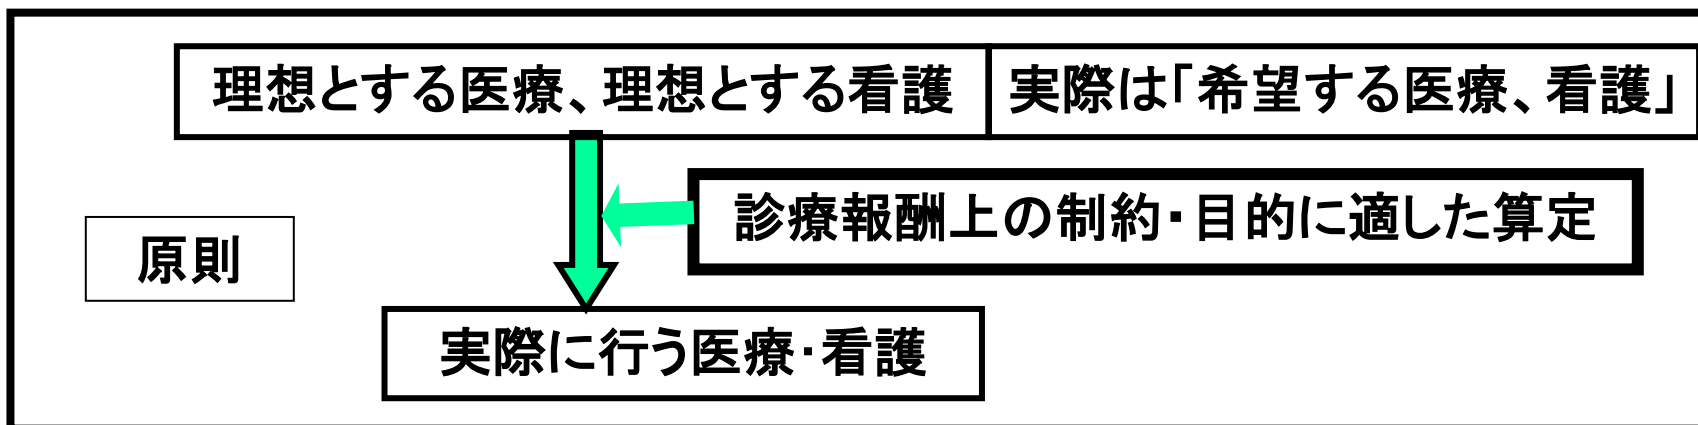 理想とする医療、理想とする看護
実際は「希望する医療、看護」
診療報酬上の制約・目的に適した算定
原則
実際に行う医療・看護